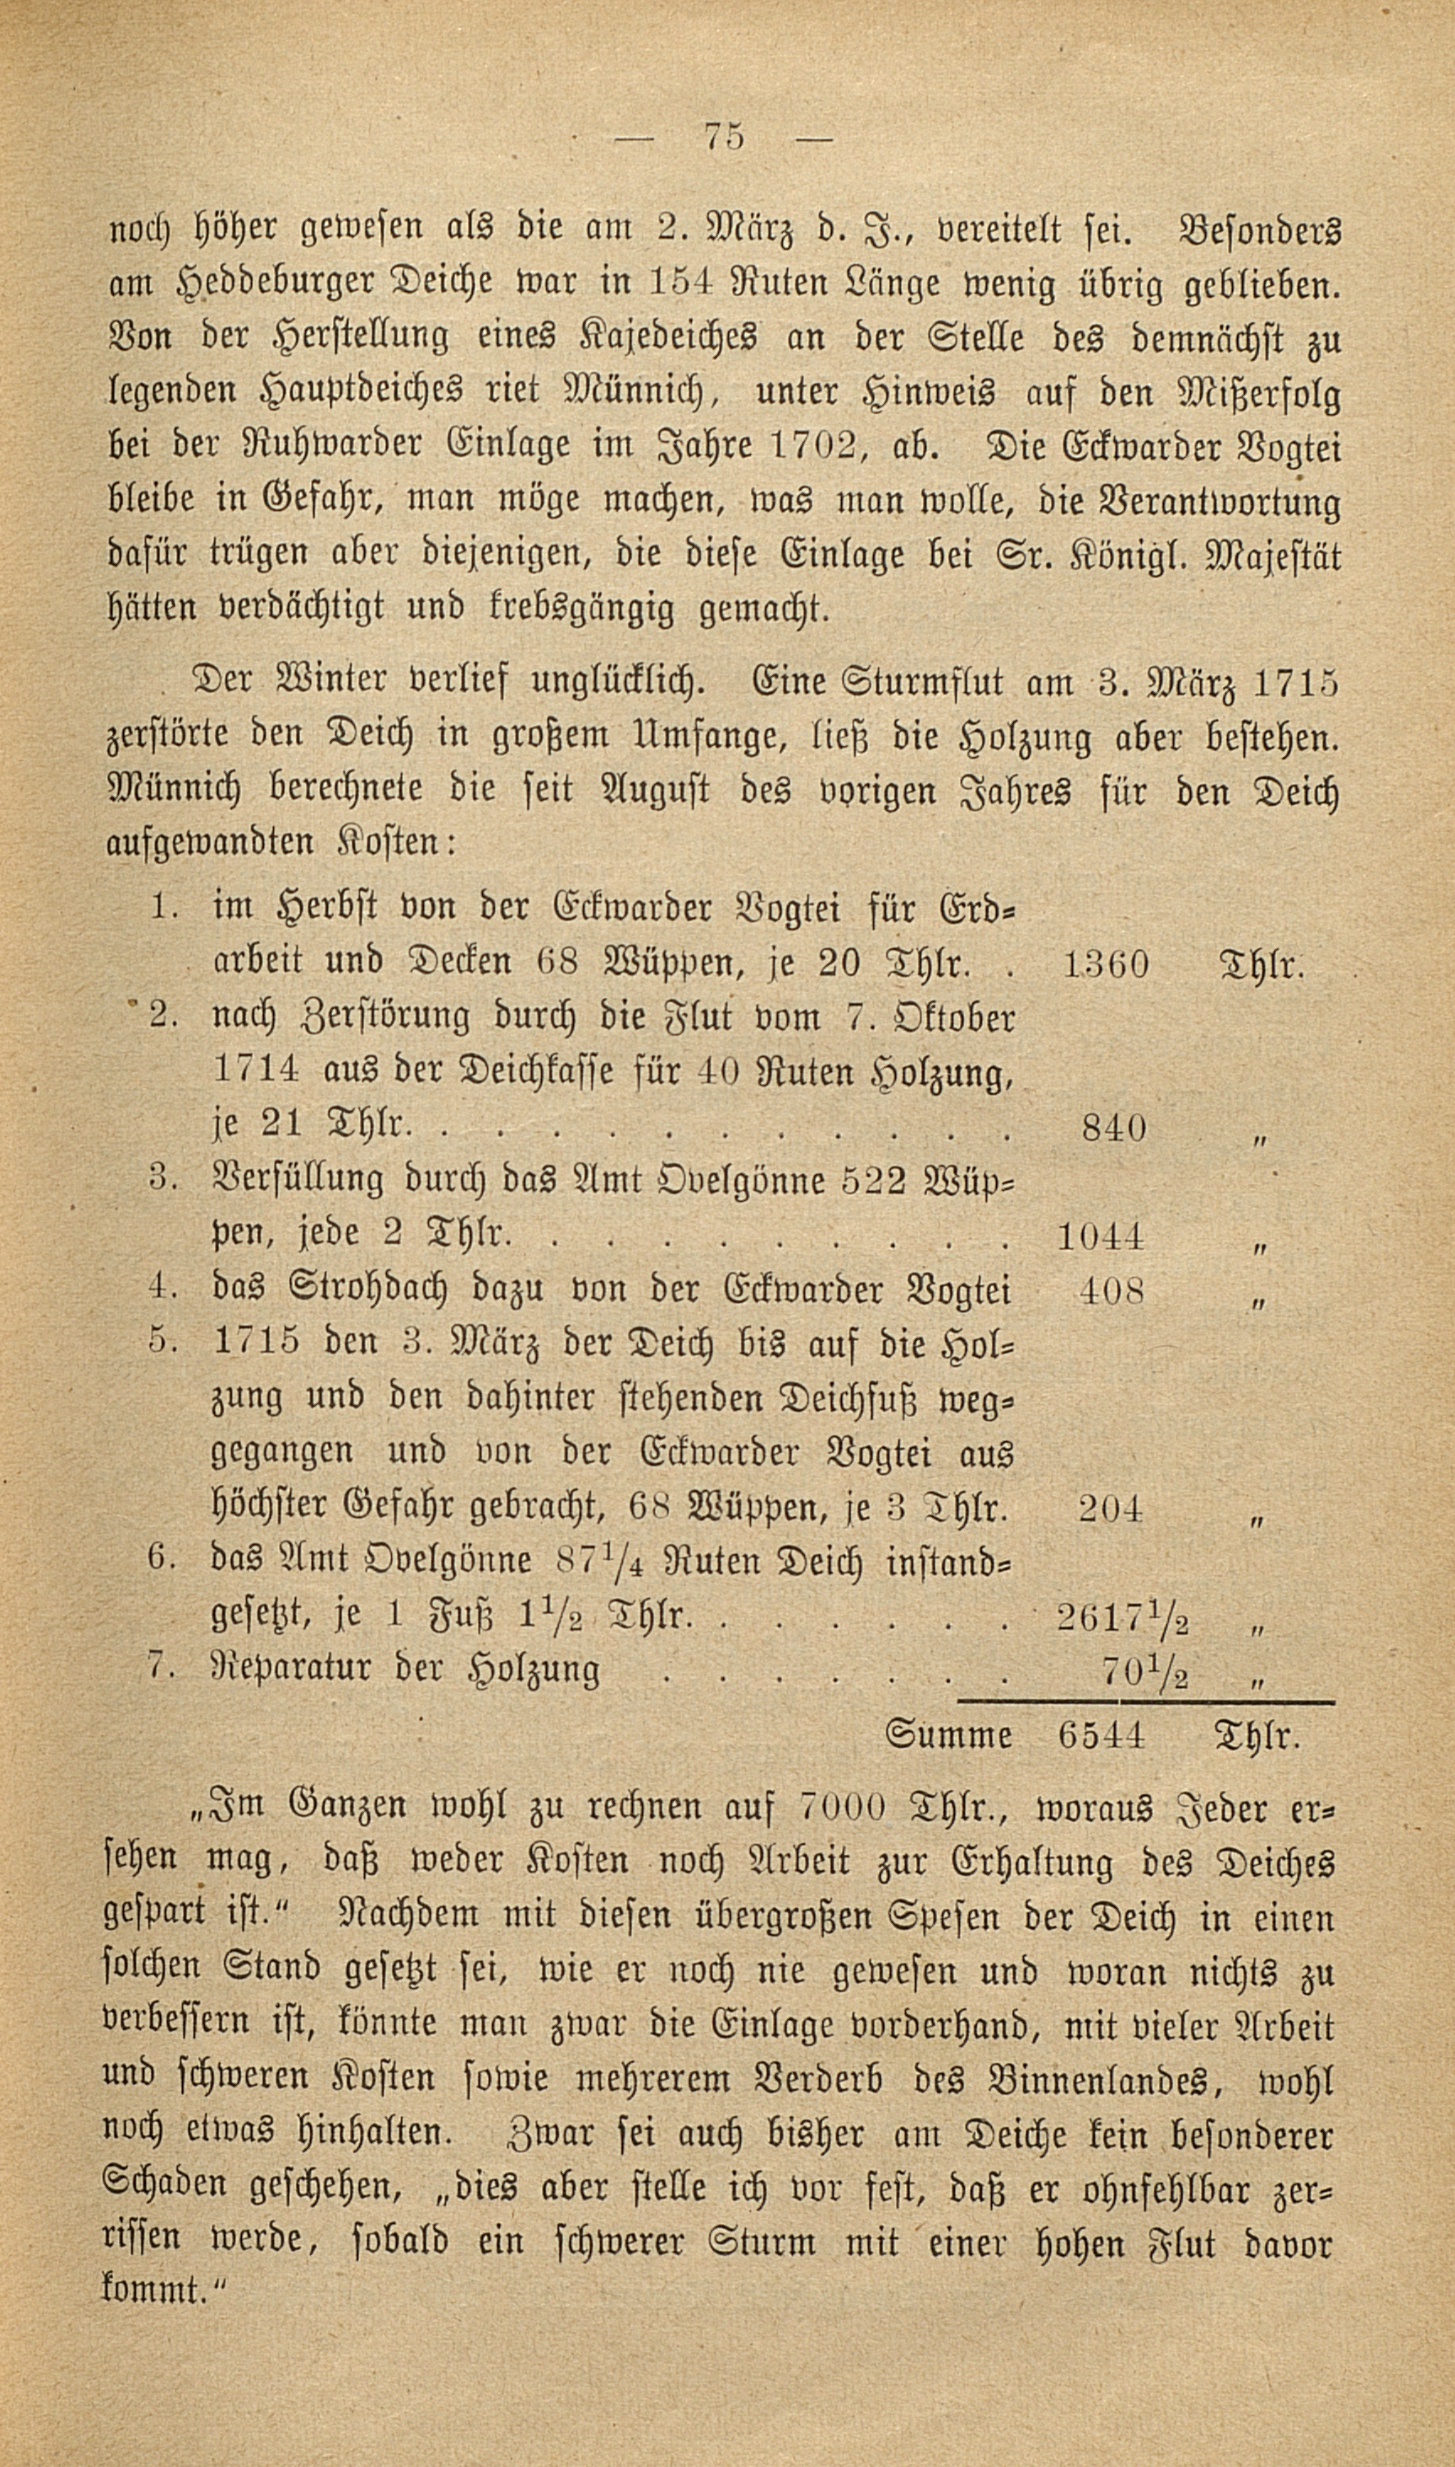 — 75 —
noch höher gewesen als die am 2. März d. J., vereitelt sei. Besonders
am Heddeburger Deiche war in 154 Ruten Länge wenig übrig geblieben.
Von der Herstellung eines Kajedeiches an der Stelle des demnächst zu
legenden Hauptdeiches riet Münnich, unter Hinweis auf den Mißerfolg
bei der Ruhwarder Einlage im Jahre 1702, ab. Die Eckwarder Vogtei
bleibe in Gefahr, man möge machen, was man wolle, die Verantwortung
dafür trügen aber diejenigen, die diese Einlage bei Sr. Königl. Majestät
hätten verdächtigt und krebsgängig gemacht.
Der Winter verlief unglücklich. Eine Sturmflut am 3. März 1715
zerstörte den Deich in großem Umfange, ließ die Holzung aber bestehen.
Münnich berechnete die seit August des vorigen Jahres für den Deich
aufgewandten Kosten:
1. im Herbst von der Eckwarder Vogtei für Erd=
arbeit und Decken 68 Wüppen, je 20 Thlr. . 1360 Thlr.
2. nach Zerstörung durch die Flut vom 7. Oktober
1714 aus der Deichkasse für 40 Ruten Holzung,
je 21 Thlr. . . . . . . . . . . . 840 „
3. Verfüllung durch das Amt Ovelgönne 522 Wüp=
pen, jede 2 Thlr. . . . . . . . . . 1044 „
4. das Strohdach dazu von der Eckwarder Vogtei 408 „
5. 1715 den 3. März der Deich bis auf die Hol=
zung und den dahinter stehenden Deichfuß weg=
gegangen und von der Eckwarder Vogtei aus
höchster Gefahr gebracht, 68 Wüppen, je 3 Thlr. 204 „
6. das Amt Ovelgönne 87¹/₄ Ruten Deich instand=
gesetzt, je 1 Fuß 1¹/₂ Thlr. . . . . . . 2617¹/₂ „
7. Reparatur der Holzung . . . . . . . 70¹/₂ „
Summe 6544 Thlr.
„Im Ganzen wohl zu rechnen auf 7000 Thlr., woraus Jeder er=
sehen mag, daß weder Kosten noch Arbeit zur Erhaltung des Deiches
gespart ist.“ Nachdem mit diesen übergroßen Spesen der Deich in einen
solchen Stand gesetzt sei, wie er noch nie gewesen und woran nichts zu
verbessern ist, könnte man zwar die Einlage vorderhand, mit vieler Arbeit
und schweren Kosten sowie mehrerem Verderb des Binnenlandes, wohl
noch etwas hinhalten. Zwar sei auch bisher am Deiche kein besonderer
Schaden geschehen, „dies aber stelle ich vor fest, daß er ohnfehlbar zer=
rissen werde, sobald ein schwerer Sturm mit einer hohen Flut davor
kommt.“